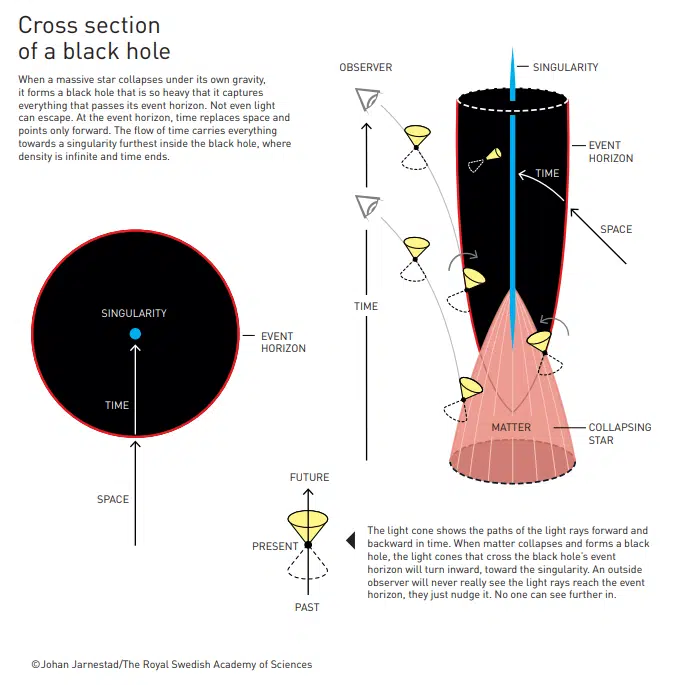 Cross section
of a black hole
When a massive star collapses under its own gravity,
it forms a black hole that is so heavy that it captures
everything that passes its event horizon. Not even light
can escape. At the event horizon, time replaces space and
points only forward. The flow of time carries everything
towards a singularity furthest inside the black hole, where
density is infinite and time ends.
OBSERVER
SINGULARITY
EVENT
HORIZON
TIME
SPACE
TIME
SINGULARITY
EVENT
HORIZON
TIME
SPACE
MATTER
COLLAPSING
STAR
FUTURE
PRESENT
PAST
The light cone shows the paths of the light rays forward and
backward in time. When matter collapses and forms a black
hole, the light cones that cross the black hole's event
horizon will turn inward, toward the singularity. An outside
observer will never really see the light rays reach the event
horizon, they just nudge it. No one can see further in.
©Johan Jarnestad/The Royal Swedish Academy of Sciences